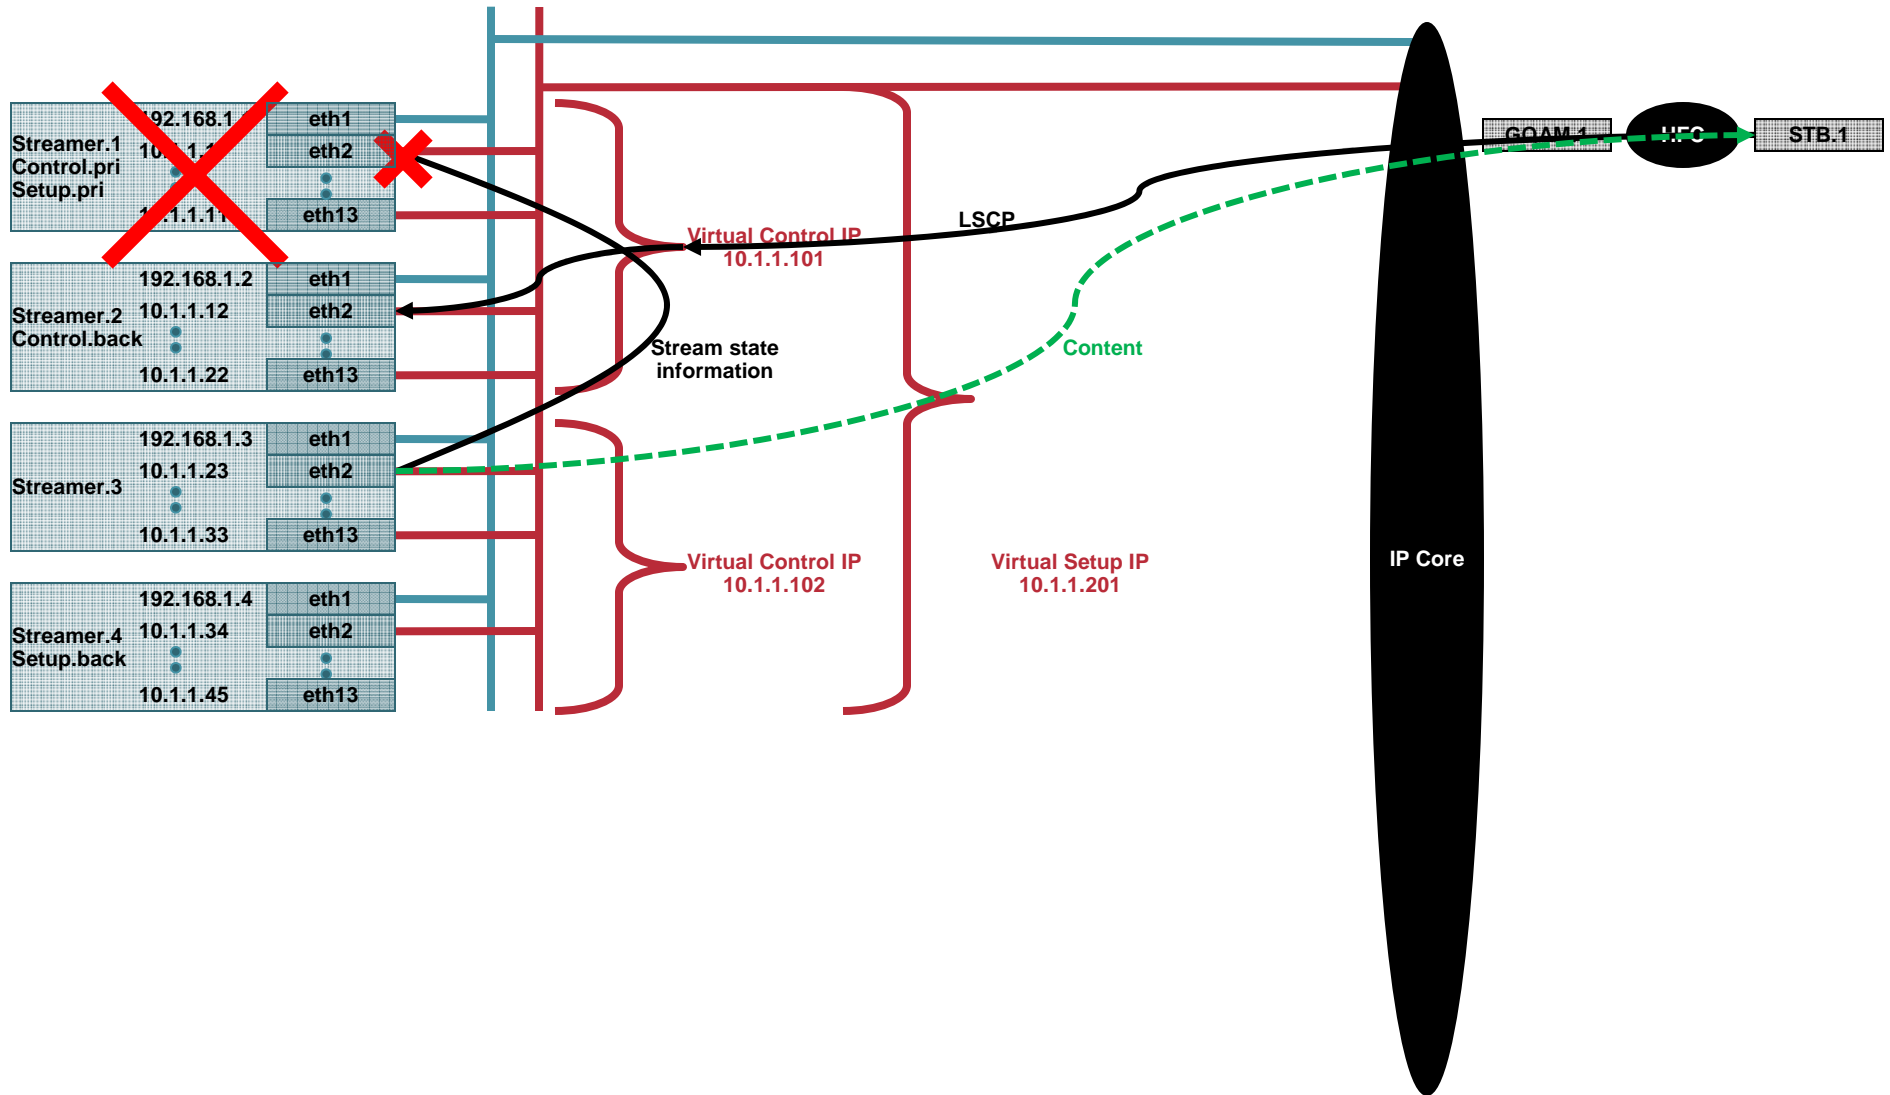 192.168.1
eth1
Streamer.1
Control.pri
Setup.pri
eth2
eth13
192.168.1.2
eth1
Streamer.2
Control.back
10.1.1.12
eth2
10.1.1.22
eth13
192.168.1.3
eth1
Streamer.3
10.1.1.23
eth2
10.1.1.33
eth13
192.168.1.4
eth1
Streamer.4
Setup.back
10.1.1.34
eth2
10.1.1.45
eth13
Virtual Control IP
10.1.1.101
LSCP
Stream state
information
Content
Virtual Control IP
10.1.1.102
Virtual Setup IP
10.1.1.201
IP Core
HFC
STB.1